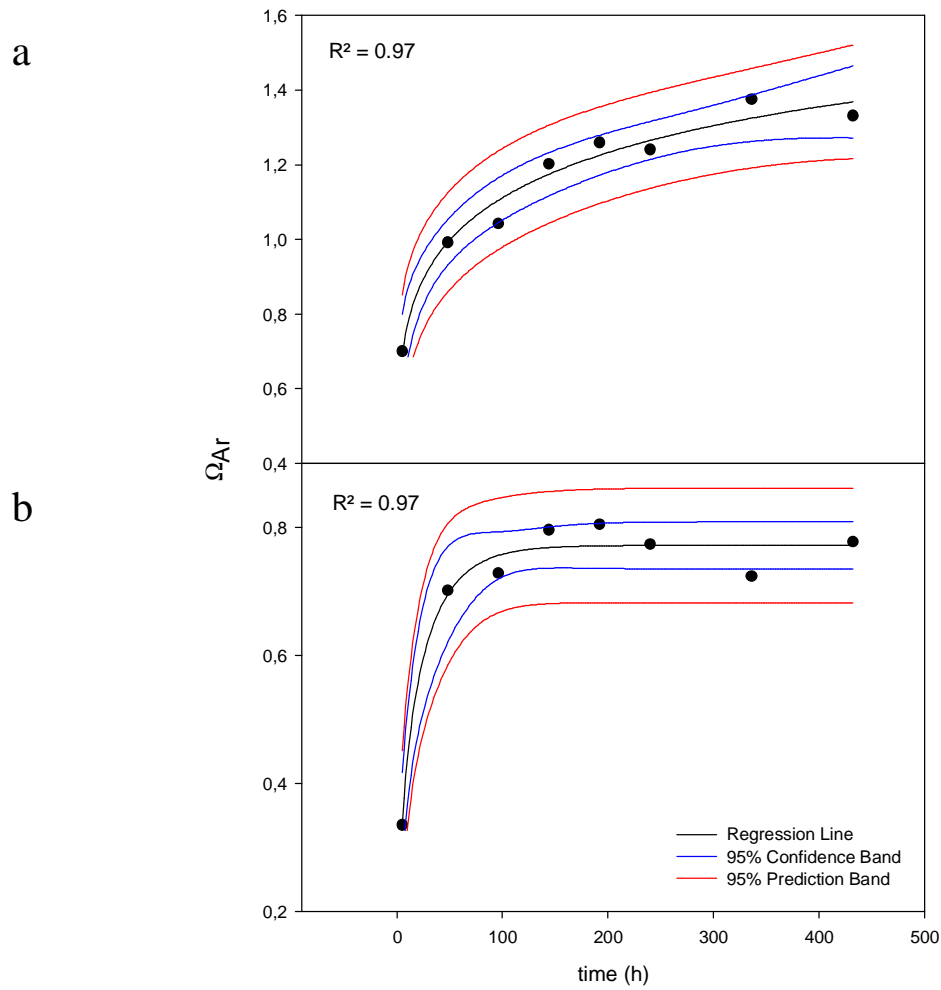 a
R² = 0.97
1,6
1,4
1,2
1,0
0,8
0,6
0,4
Ω_Ar
b
R² = 0.97
0,8
0,6
0,4
0,2
Regression Line
95% Confidence Band
95% Prediction Band
0 100 200 300 400 500
time (h)